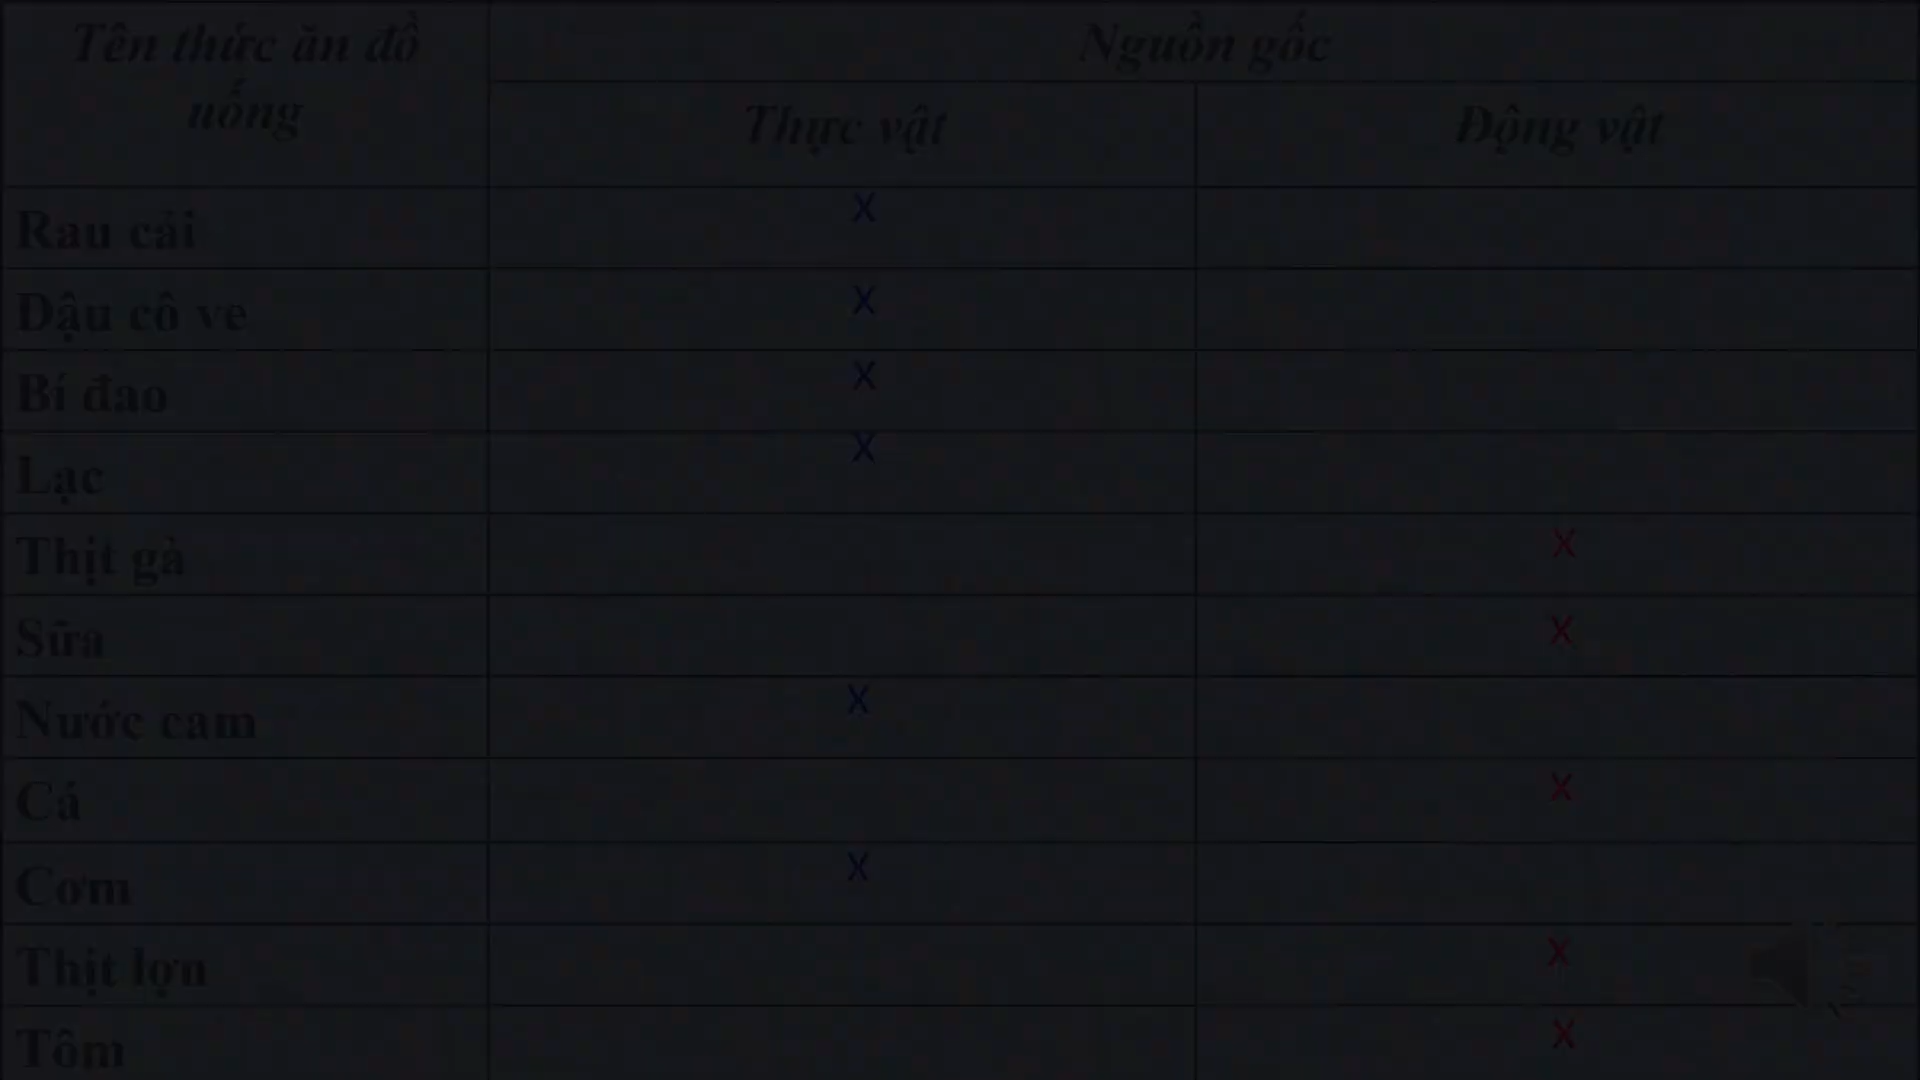 Tên thức ăn đồ
uống
Nguồn gốc
Thực vật
Động vật
Rau cải
X
Đậu cô ve
X
Bí đao
X
Lạc
X
Thịt gà
X
Sữa
X
Nước cam
X
Cá
X
Cơm
X
Thịt lợn
X
Tôm
X